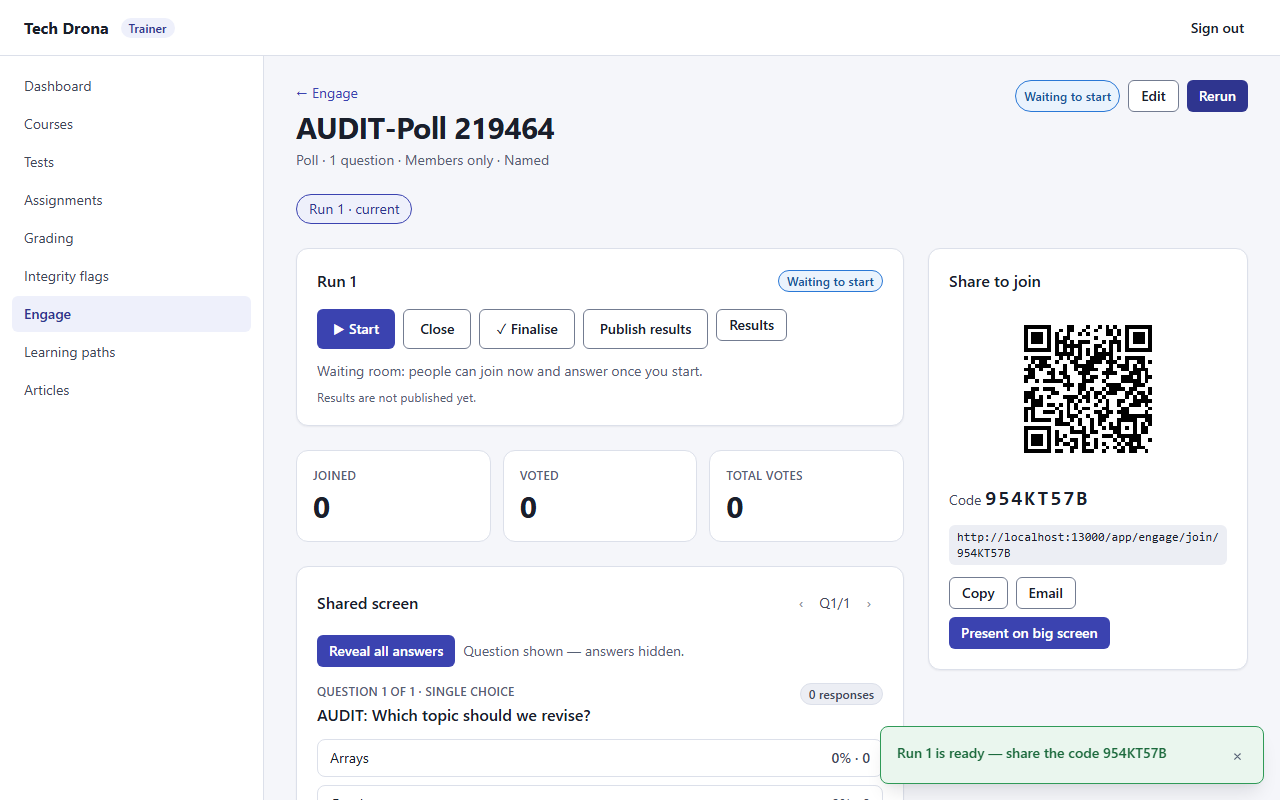 Tech Drona Trainer Sign out
Dashboard
Courses
Tests
Assignments
Grading
Integrity flags
Engage
Learning paths
Articles
← Engage
Waiting to start Edit Rerun
AUDIT-Poll 219464
Poll · 1 question · Members only · Named
Run 1 · current
Run 1 Waiting to start
▶ Start Close ✓ Finalise Publish results Results
Waiting room: people can join now and answer once you start.
Results are not published yet.
JOINED
0
VOTED
0
TOTAL VOTES
0
Shared screen ‹ Q1/1 ›
Reveal all answers Question shown — answers hidden.
QUESTION 1 OF 1 · SINGLE CHOICE 0 responses
AUDIT: Which topic should we revise?
Arrays 0% · 0
Share to join
Code 954KT57B
http://localhost:13000/app/engage/join/
954KT57B
Copy Email
Present on big screen
Run 1 is ready — share the code 954KT57B ×